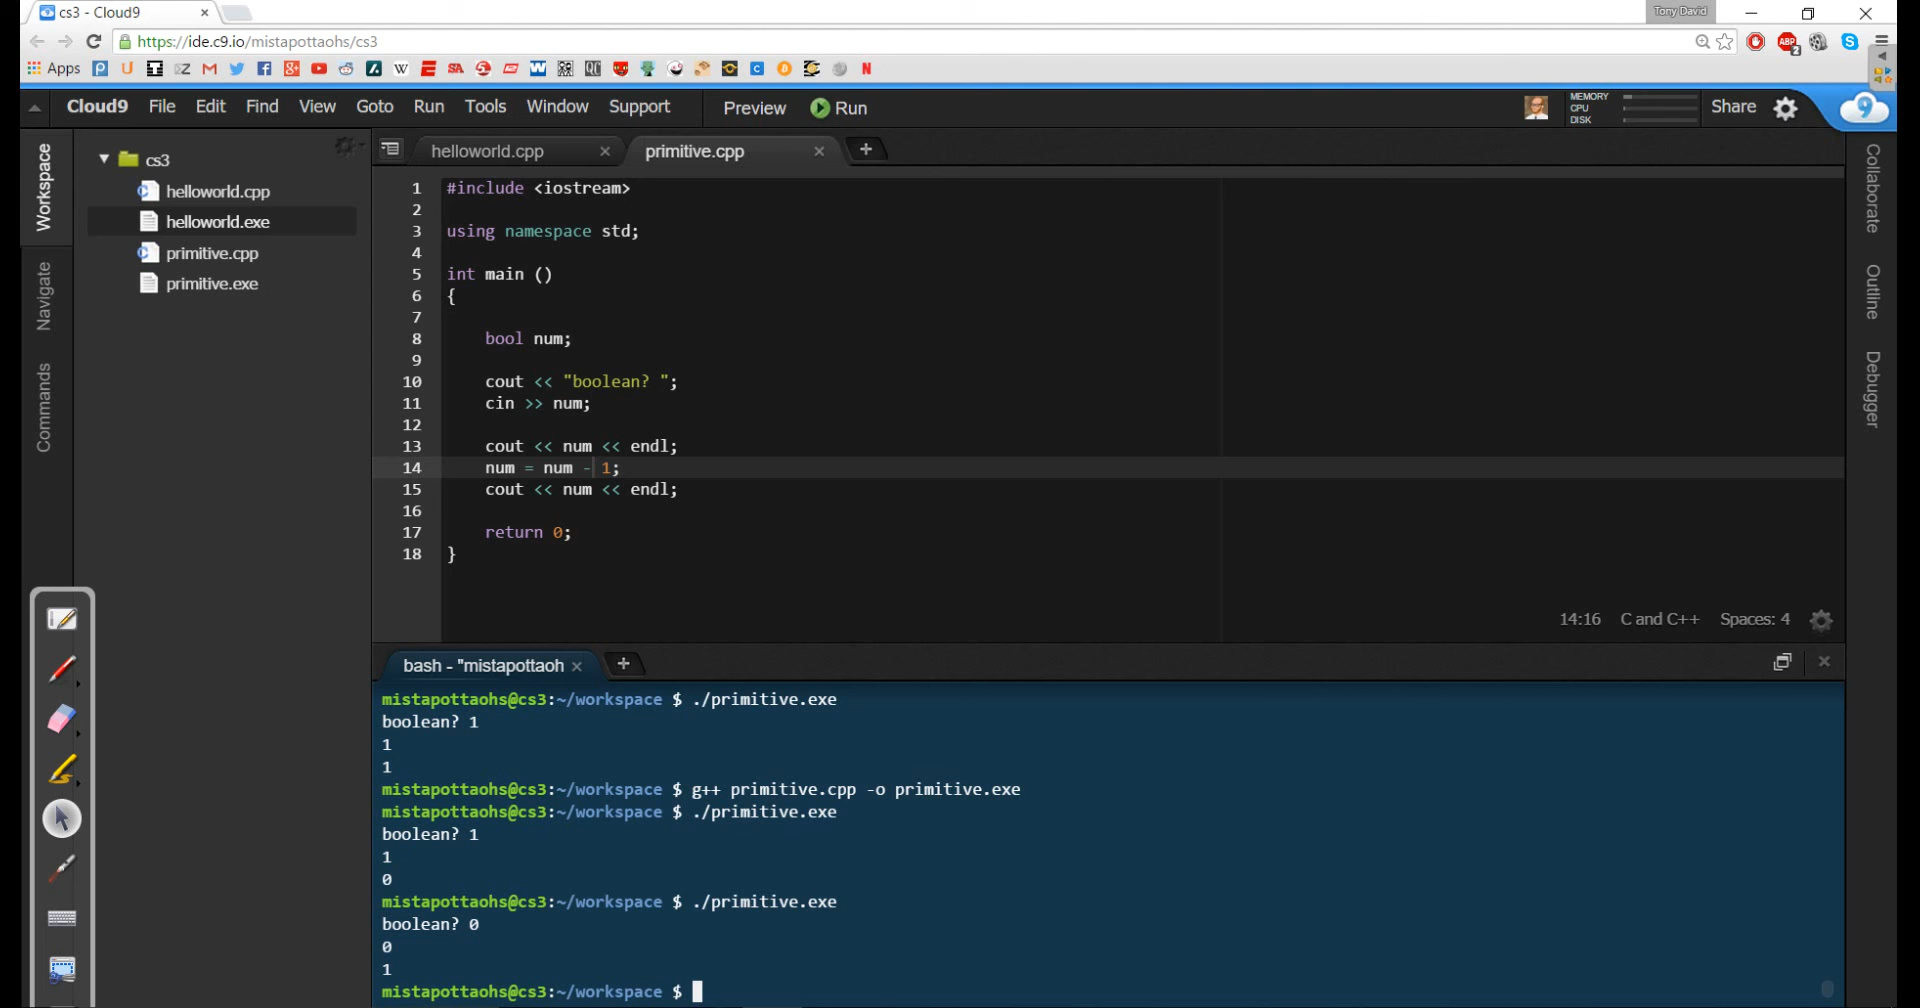 cs3 - Cloud9
Tony David
https://ide.c9.io/mistapottaohs/cs3
Apps
Cloud9 File Edit Find View Goto Run Tools Window Support Preview Run
MEMORY
CPU
DISK
Share
Workspace
Navigate
Commands
cs3
helloworld.cpp
helloworld.exe
primitive.cpp
primitive.exe
helloworld.cpp primitive.cpp
1 #include <iostream>
2
3 using namespace std;
4
5 int main ()
6 {
7
8 bool num;
9
10 cout << "boolean? ";
11 cin >> num;
12
13 cout << num << endl;
14 num = num - 1;
15 cout << num << endl;
16
17 return 0;
18 }
14:16 C and C++ Spaces: 4
Collaborate
Outline
Debugger
bash - "mistapottaoh
mistapottaohs@cs3:~/workspace $ ./primitive.exe
boolean? 1
1
1
mistapottaohs@cs3:~/workspace $ g++ primitive.cpp -o primitive.exe
mistapottaohs@cs3:~/workspace $ ./primitive.exe
boolean? 1
1
0
mistapottaohs@cs3:~/workspace $ ./primitive.exe
boolean? 0
0
1
mistapottaohs@cs3:~/workspace $